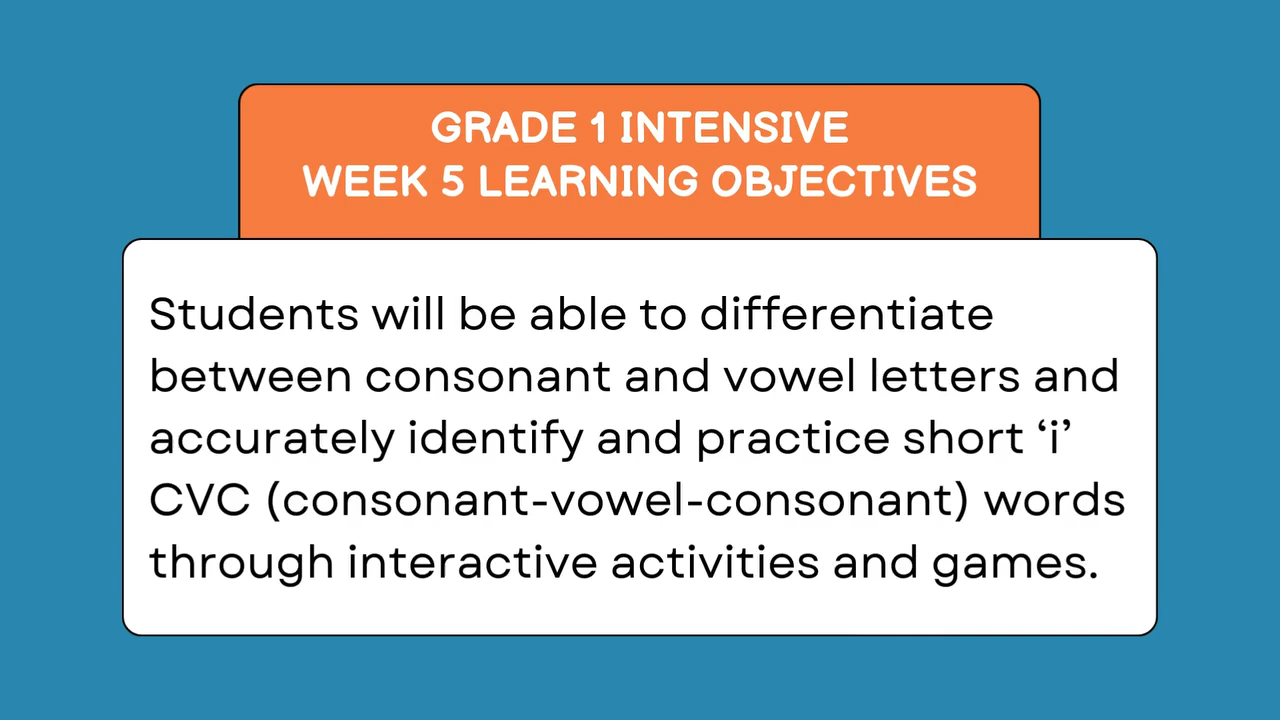 GRADE 1 INTENSIVE
WEEK 5 LEARNING OBJECTIVES
Students will be able to differentiate
between consonant and vowel letters and
accurately identify and practice short ‘i’
CVC (consonant-vowel-consonant) words
through interactive activities and games.